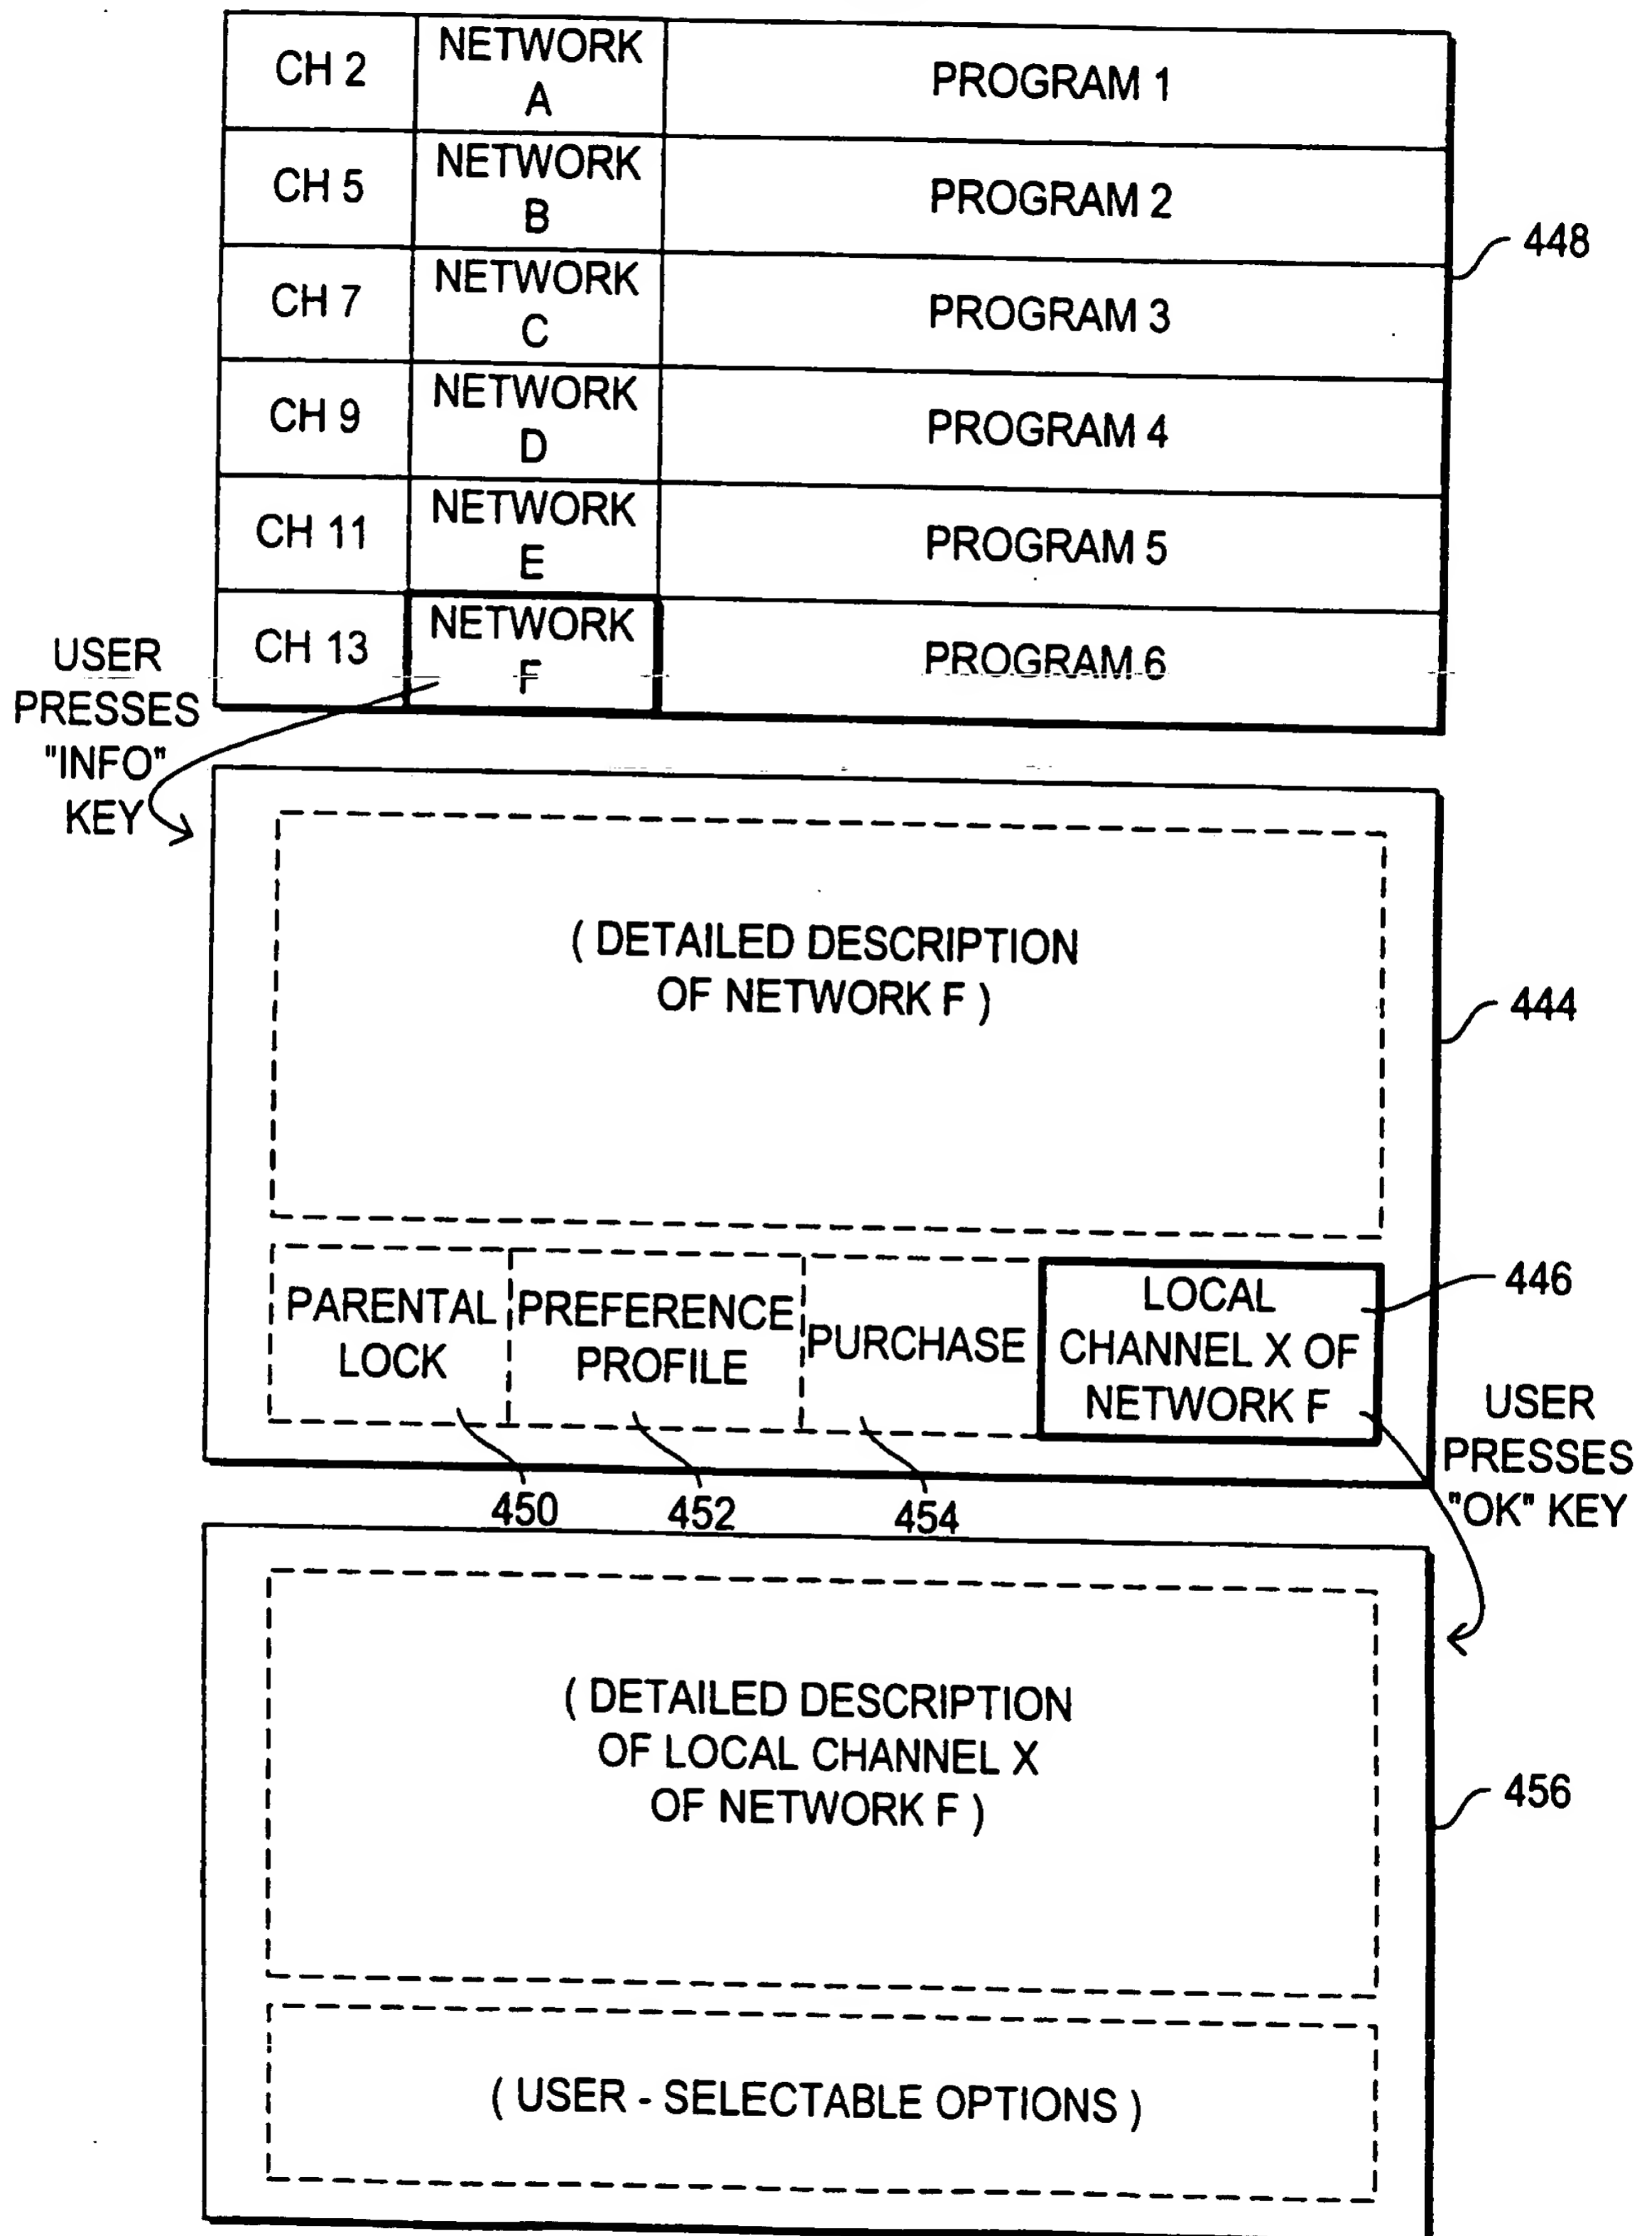 CH 2
NETWORK
A
PROGRAM 1
CH 5
NETWORK
B
PROGRAM 2
CH 7
NETWORK
C
PROGRAM 3
CH 9
NETWORK
D
PROGRAM 4
CH 11
NETWORK
E
PROGRAM 5
CH 13
NETWORK
F
PROGRAM 6
448
USER
PRESSES
"INFO"
KEY
( DETAILED DESCRIPTION
OF NETWORK F )
444
PARENTAL
LOCK
PREFERENCE
PROFILE
PURCHASE
LOCAL
CHANNEL X OF
NETWORK F
446
USER
PRESSES
"OK" KEY
450
452
454
( DETAILED DESCRIPTION
OF LOCAL CHANNEL X
OF NETWORK F )
456
( USER - SELECTABLE OPTIONS )